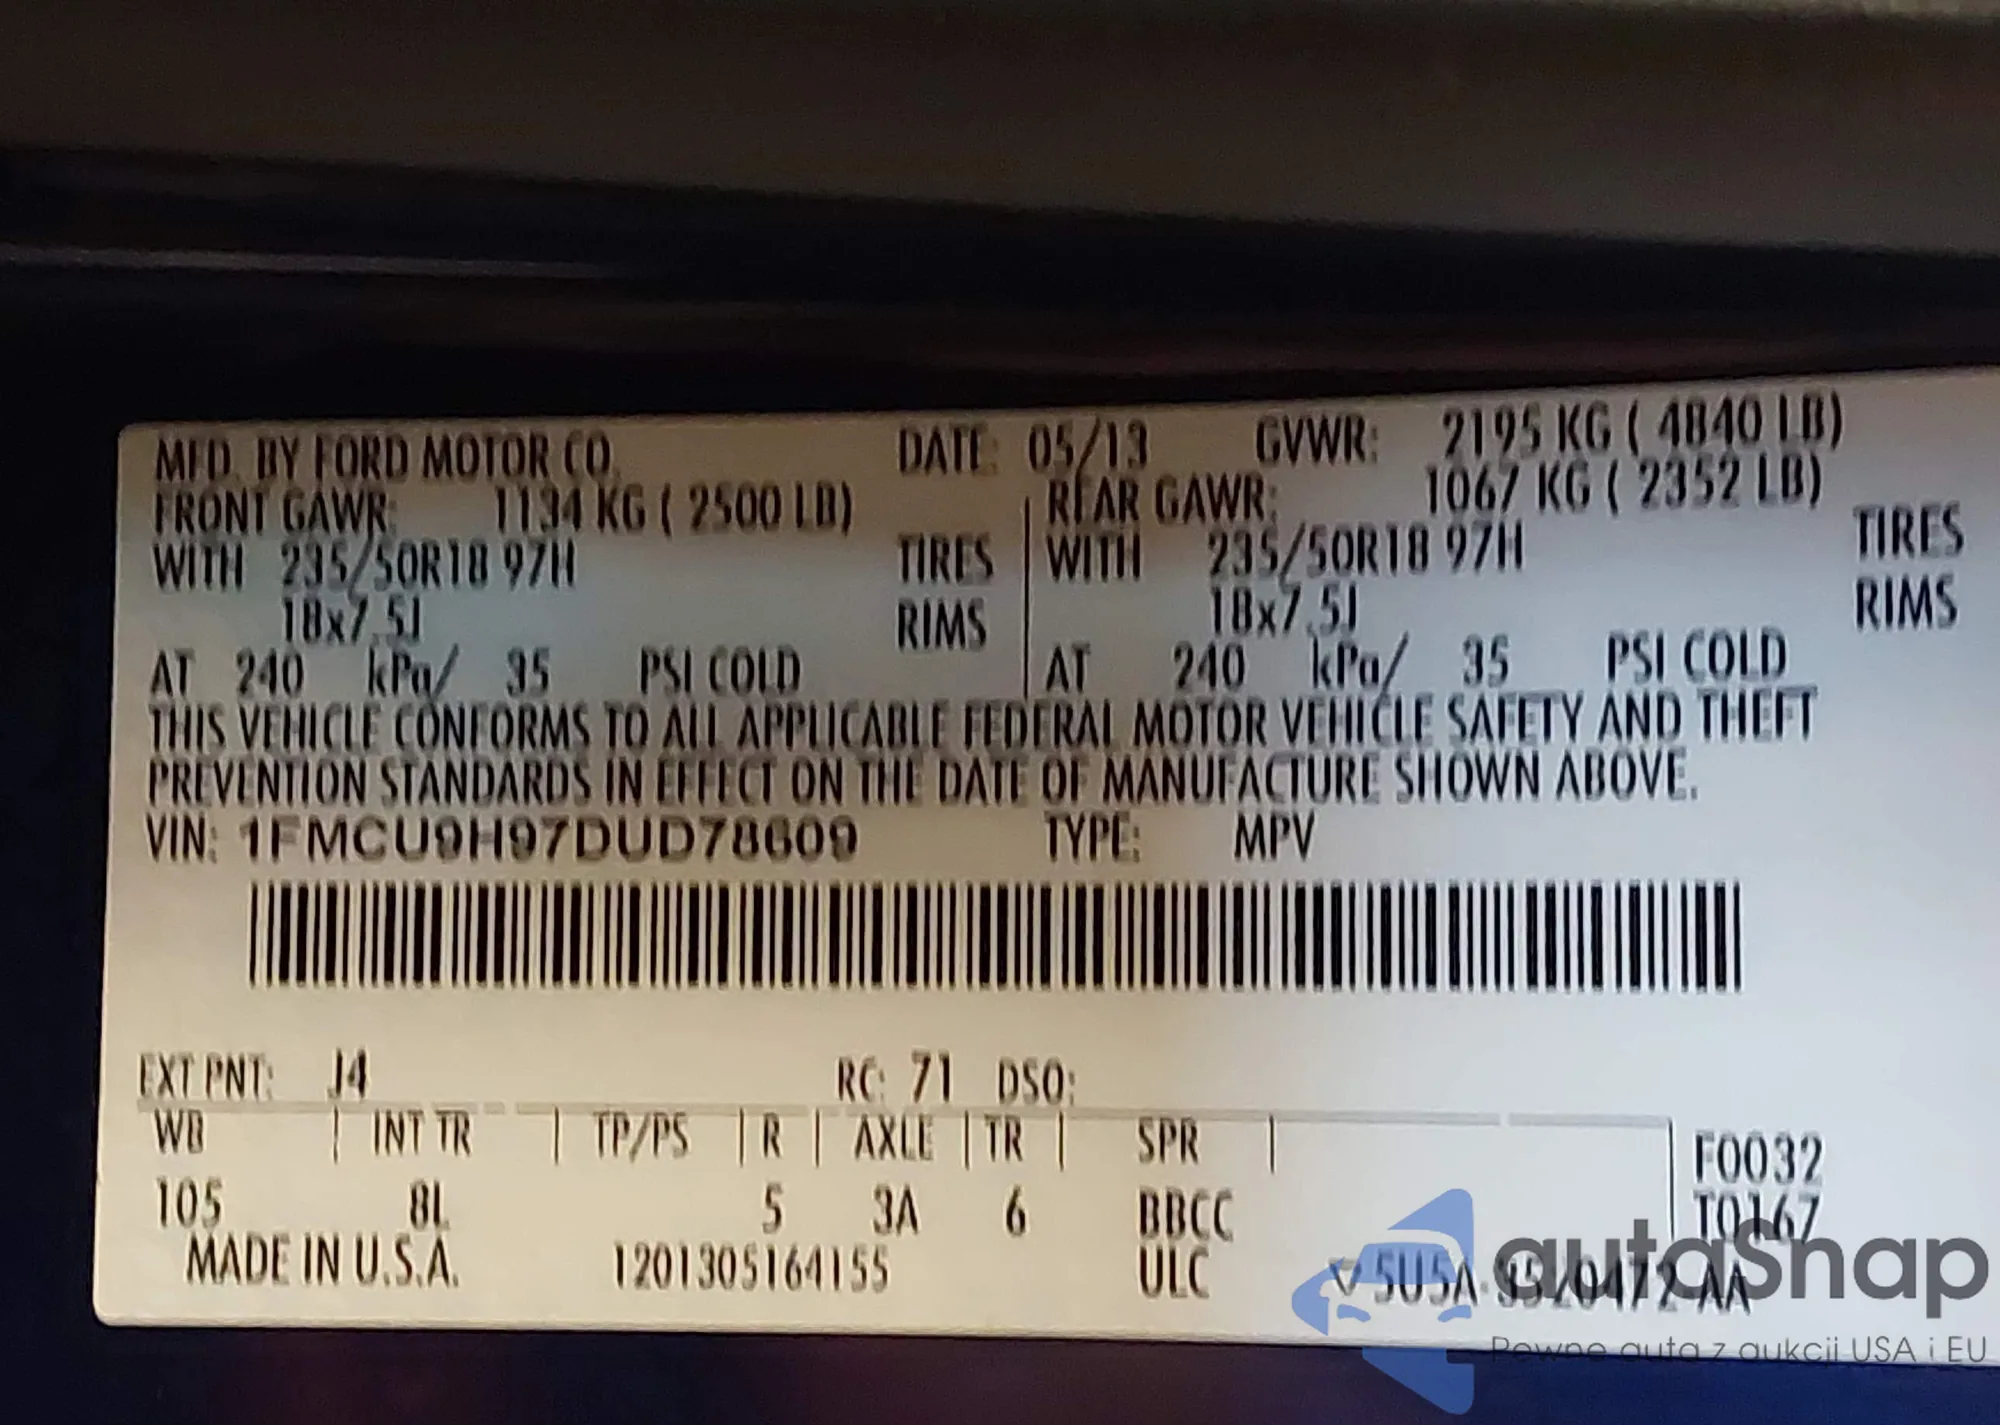 MFD. BY FORD MOTOR CO. DATE: 05/13 GVWR: 2195 KG ( 4840 LB)
FRONT GAWR: 1134 KG ( 2500 LB) REAR GAWR: 1067 KG ( 2352 LB)
WITH 235/50R18 97H TIRES WITH 235/50R18 97H TIRES
18x7.5J RIMS 18x7.5J RIMS
AT 240 kPa/ 35 PSI COLD AT 240 kPa/ 35 PSI COLD
THIS VEHICLE CONFORMS TO ALL APPLICABLE FEDERAL MOTOR VEHICLE SAFETY AND THEFT
PREVENTION STANDARDS IN EFFECT ON THE DATE OF MANUFACTURE SHOWN ABOVE.
VIN: 1FMCU9H97DUD78609 TYPE: MPV
EXT PNT: J4 RC: 71 DSO:
WB INT TR TP/PS R AXLE TR SPR
F0032
105 8L 5 3A 6 BBCC T0167
MADE IN U.S.A. 1201305164155 ULC
autaSnap
Pewne auta z aukcji USA i EU